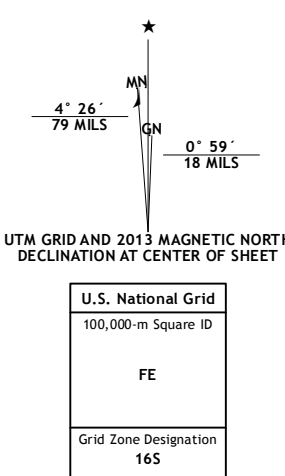 ★
MN
4° 26´
79 MILS
GN
0° 59´
18 MILS
UTM GRID AND 2013 MAGNETIC NORTH
DECLINATION AT CENTER OF SHEET
U.S. National Grid
100,000-m Square ID
FE
Grid Zone Designation
16S